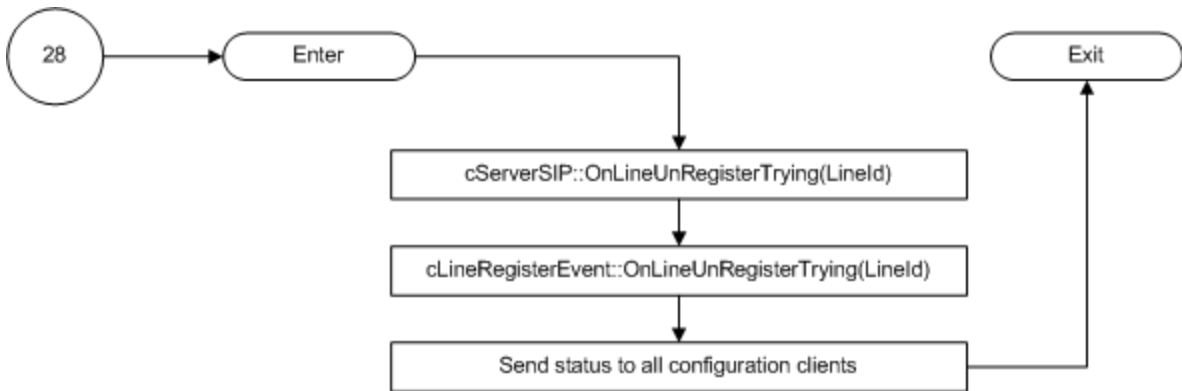 28
Enter
Exit
cServerSIP::OnLineUnRegisterTrying(LineId)
cLineRegisterEvent::OnLineUnRegisterTrying(LineId)
Send status to all configuration clients